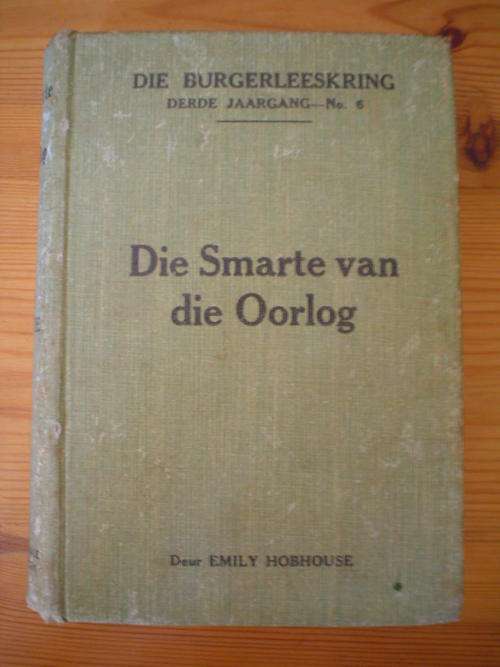 DIE BURGERLEESKRING
DERDE JAARGANG—No. 6
Die Smarte van
die Oorlog
Deur EMILY HOBHOUSE